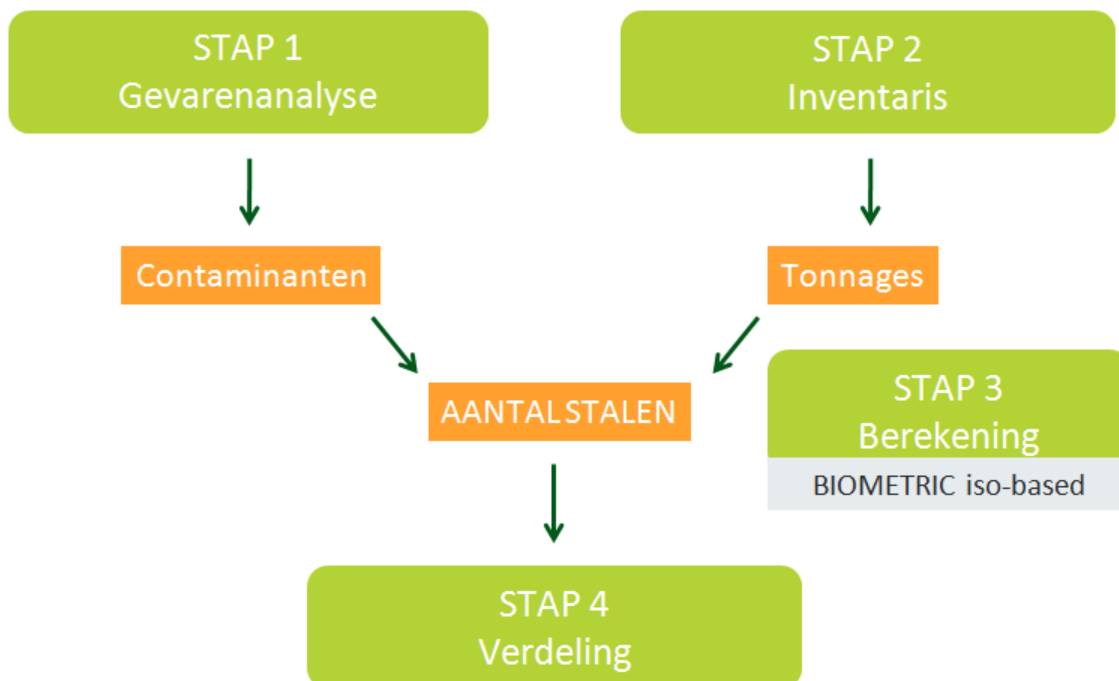 STAP 1
Gevarenanalyse
STAP 2
Inventaris
Contaminanten
Tonnages
AANTAL STALEN
STAP 3
Berekening
BIOMETRIC iso-based
STAP 4
Verdeling